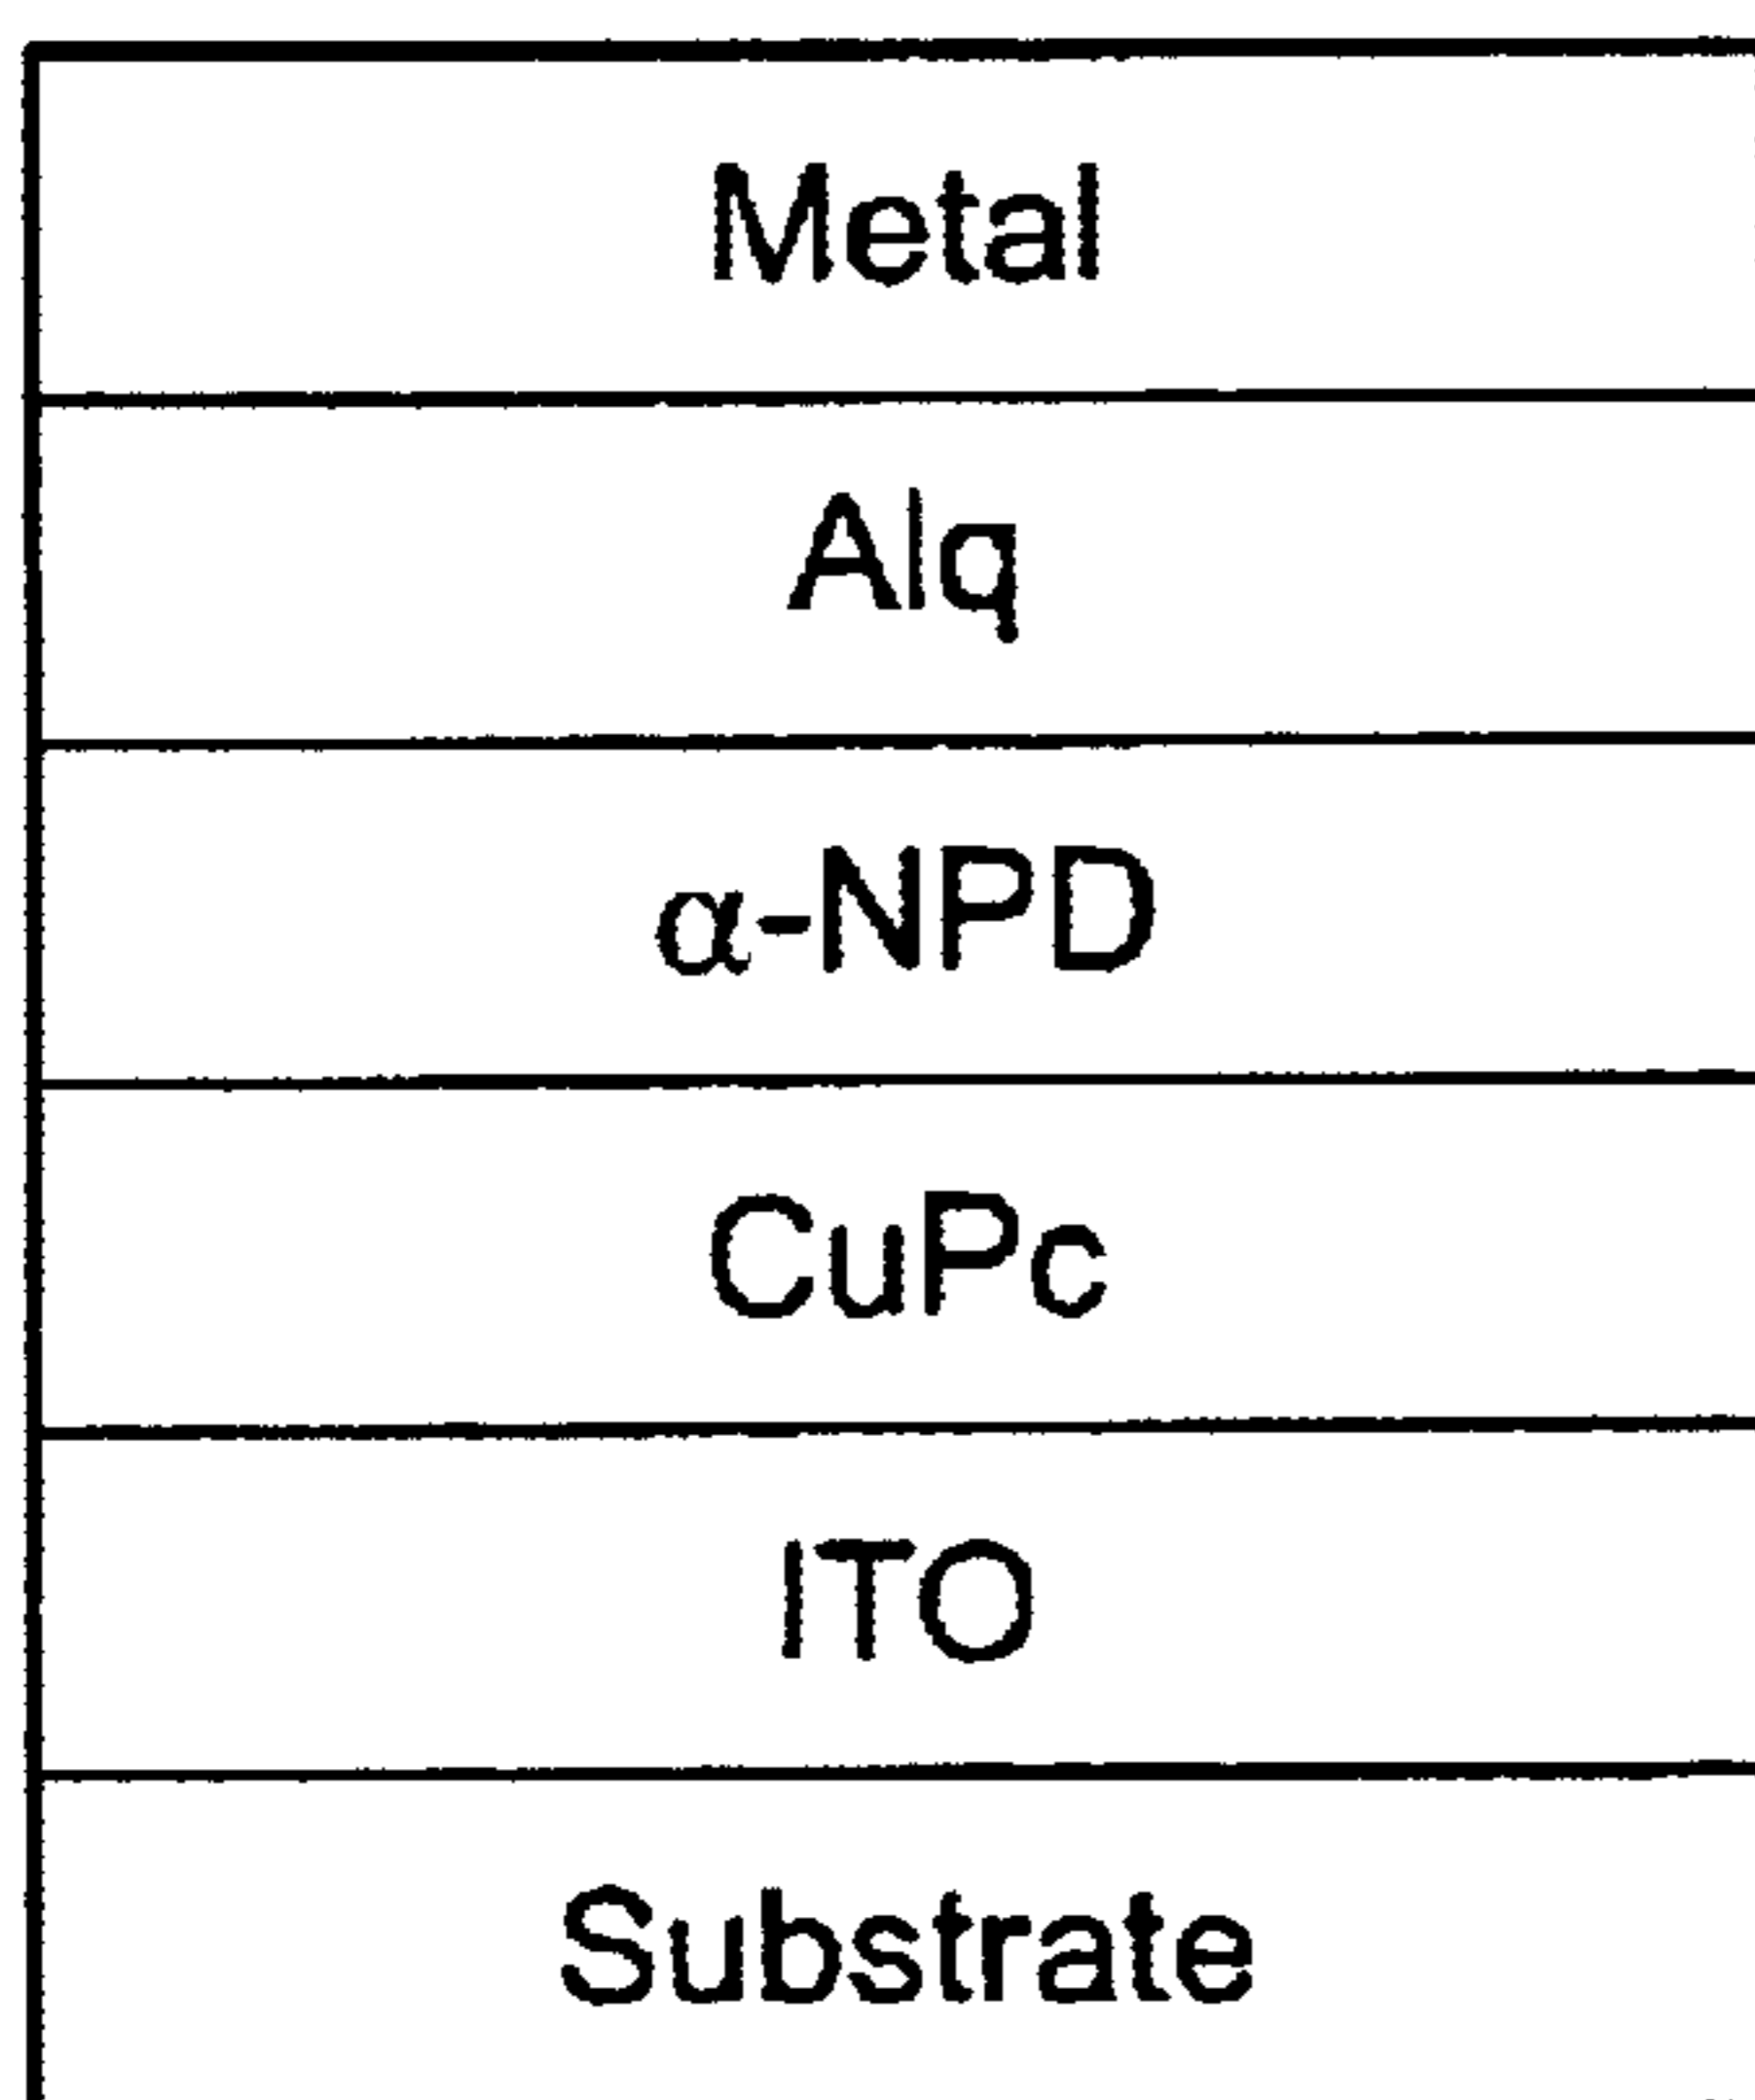 Metal
Alq
α-NPD
CuPc
ITO
Substrate